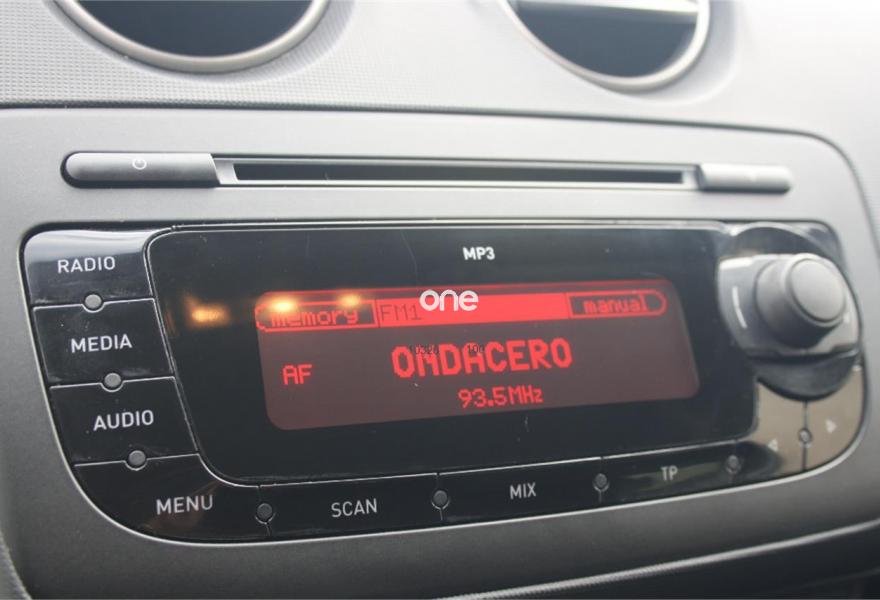 MP3
RADIO
memory FM1 one manual
MEDIA
AF ONDACERO
93.5MHz
AUDIO
MENU SCAN MIX TP